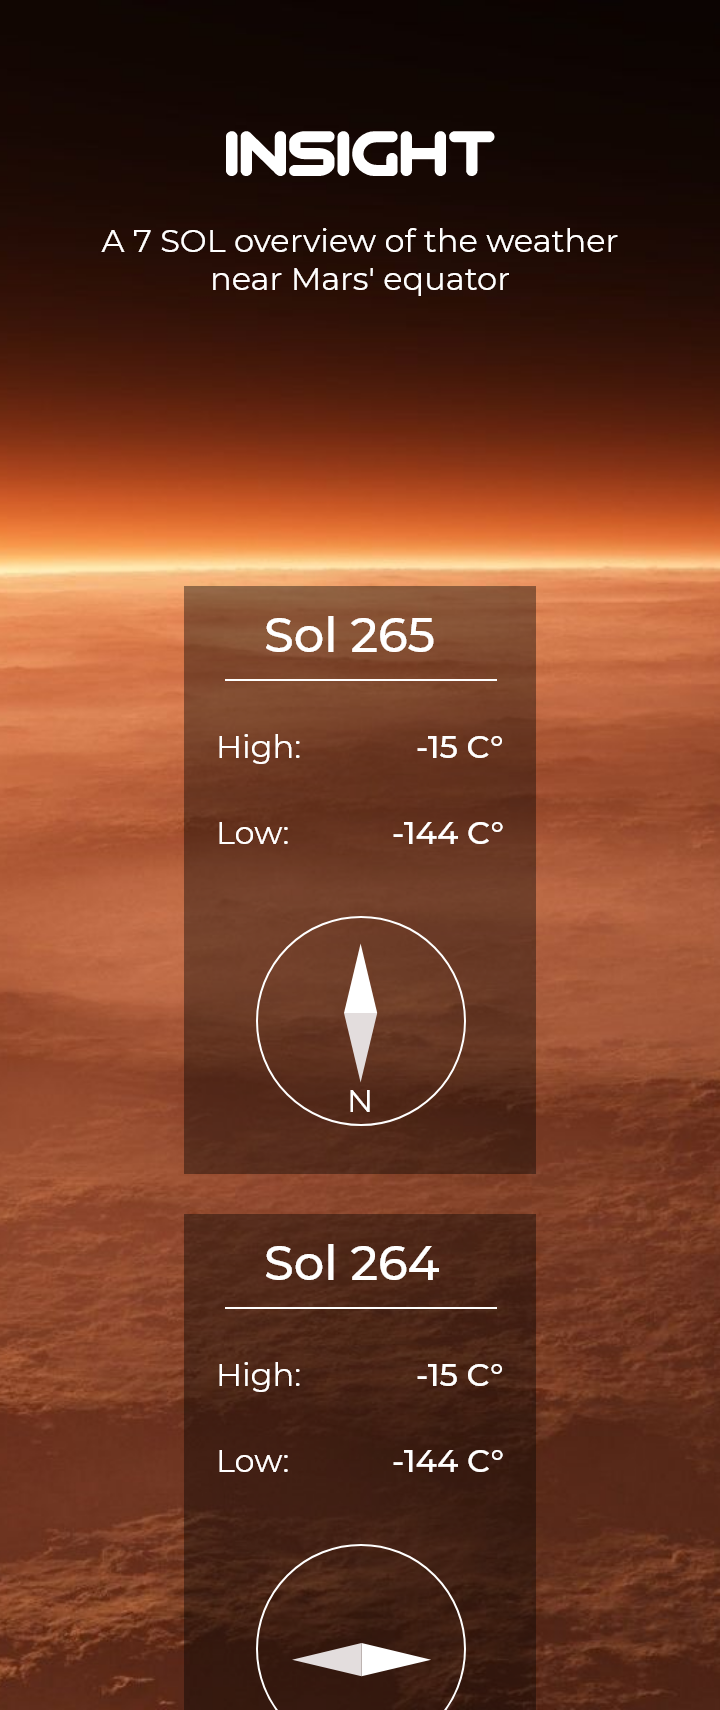 INSIGHT
A 7 SOL overview of the weather
near Mars' equator
Sol 265
High: -15 C°
Low: -144 C°
N
Sol 264
High: -15 C°
Low: -144 C°